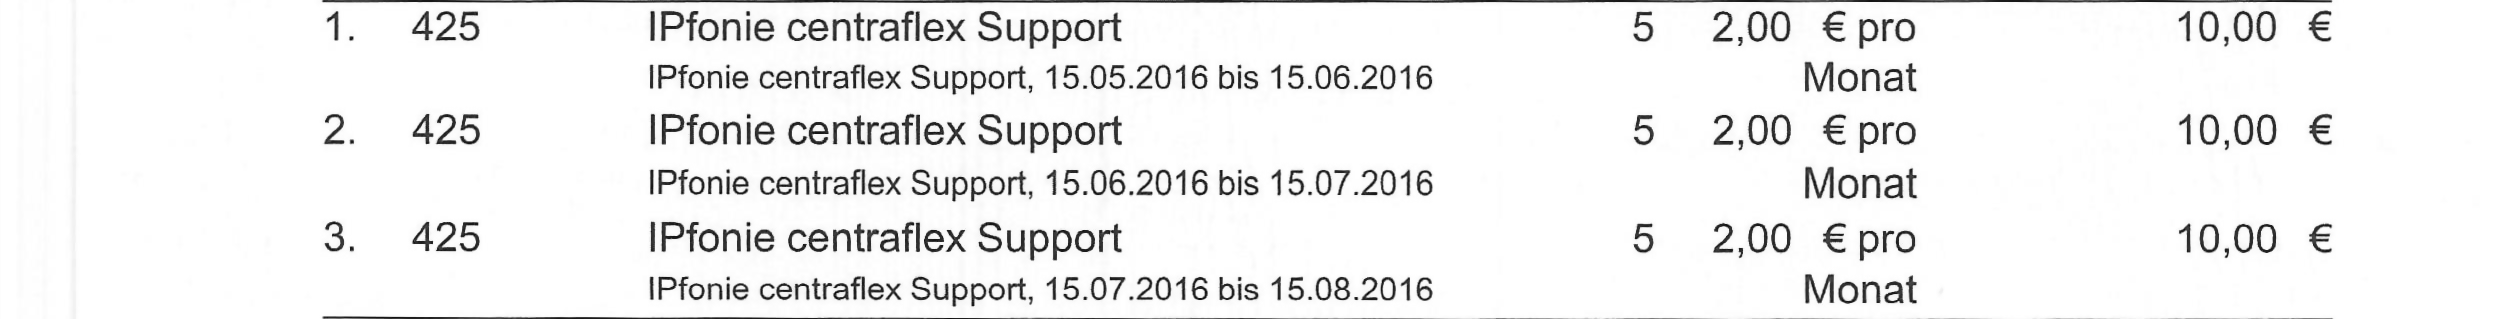 1. 425 IPfonie centraflex Support 5 2,00 € pro 10,00 €
IPfonie centraflex Support, 15.05.2016 bis 15.06.2016 Monat
2. 425 IPfonie centraflex Support 5 2,00 € pro 10,00 €
IPfonie centraflex Support, 15.06.2016 bis 15.07.2016 Monat
3. 425 IPfonie centraflex Support 5 2,00 € pro 10,00 €
IPfonie centraflex Support, 15.07.2016 bis 15.08.2016 Monat